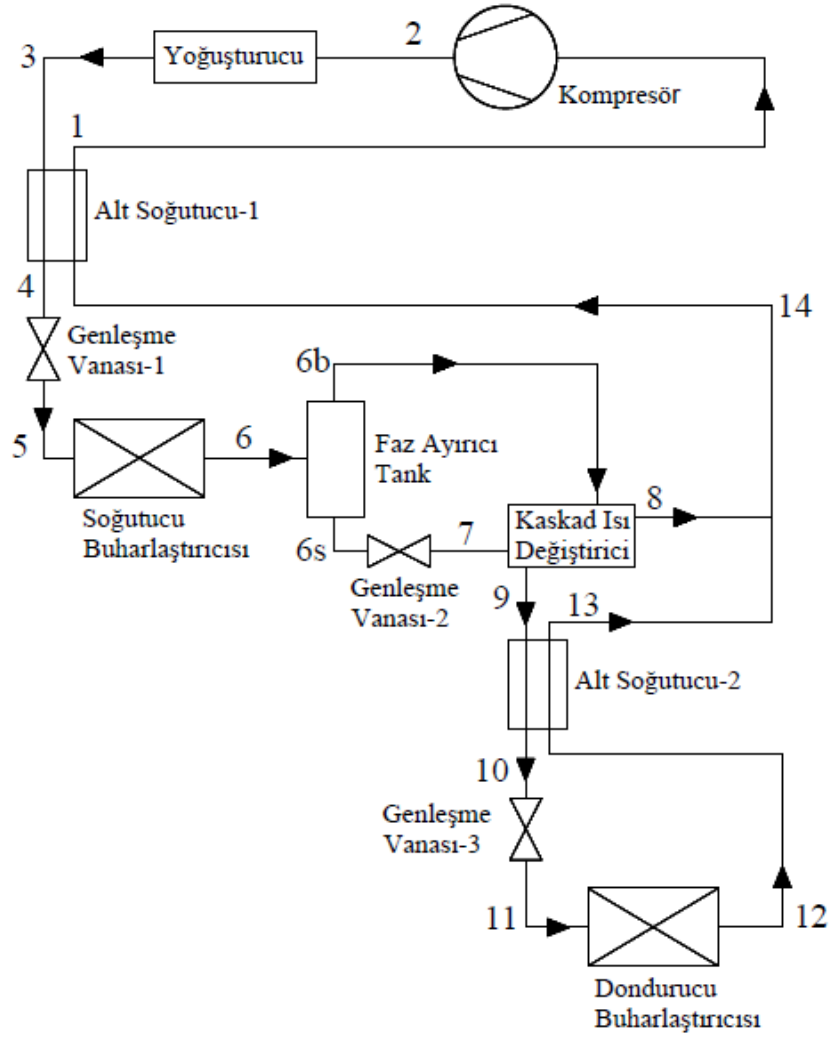 2
3
Yoğuşturucu
Kompresör
1
Alt Soğutucu-1
4
14
Genleşme
Vanası-1
6b
5
6
Faz Ayırıcı
Tank
8
Soğutucu
Buharlaştırıcısı
Kaskad Isı
Değiştirici
6s
7
Genleşme
Vanası-2
9
13
Alt Soğutucu-2
10
Genleşme
Vanası-3
11
12
Dondurucu
Buharlaştırıcısı